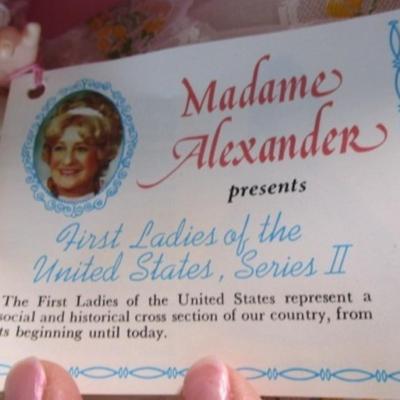 Madame
Alexander
presents
First Ladies of the
United States, Series II
The First Ladies of the United States represent a
social and historical cross section of our country, from
its beginning until today.